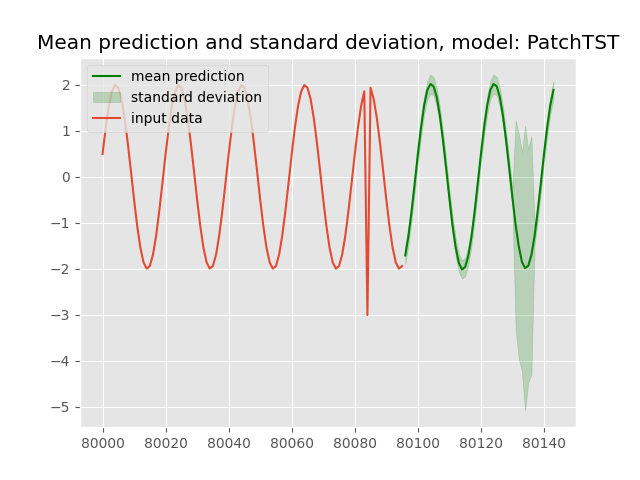 Mean prediction and standard deviation, model: PatchTST
mean prediction
standard deviation
input data
2
1
0
−1
−2
−3
−4
−5
80000 80020 80040 80060 80080 80100 80120 80140